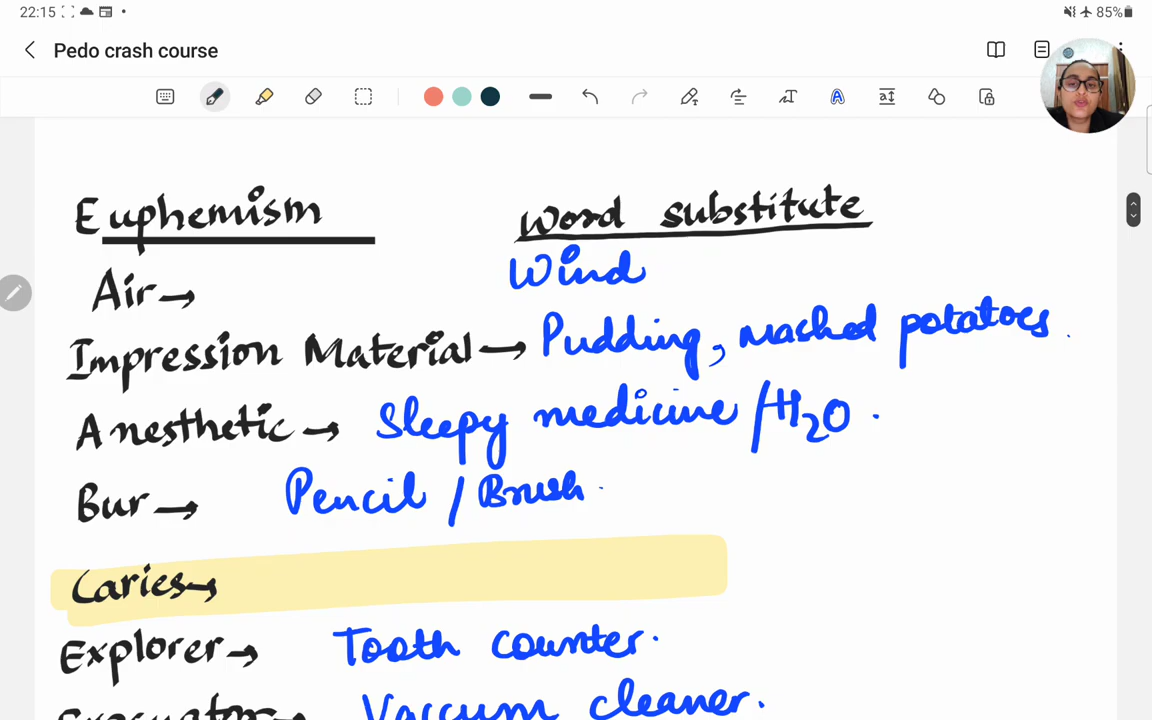 22:15 85%
Pedo crash course
Euphemism Word substitute
Air→ Wind
Impression Material → Pudding, mashed potatoes.
Anesthetic → Sleepy medicine /H₂O.
Bur → Pencil / Brush.
Caries→
Explorer→ Tooth counter.
Vaccum cleaner.